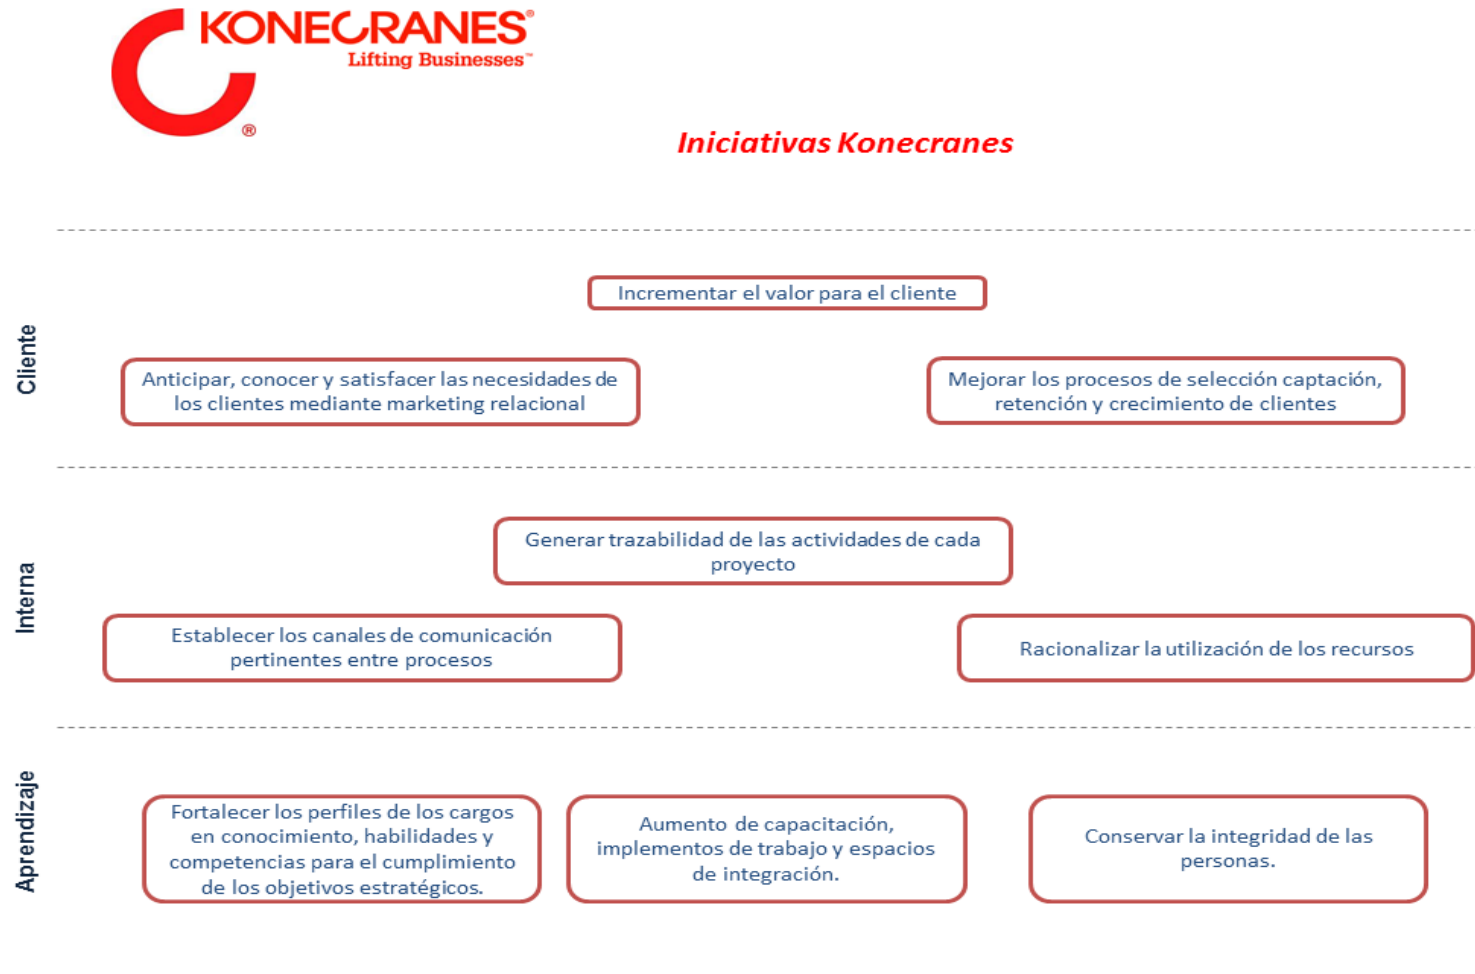 KONECRANES®
Lifting Businesses™
®
Iniciativas Konecranes
Cliente
Incrementar el valor para el cliente
Anticipar, conocer y satisfacer las necesidades de
los clientes mediante marketing relacional
Mejorar los procesos de selección captación,
retención y crecimiento de clientes
Interna
Generar trazabilidad de las actividades de cada
proyecto
Establecer los canales de comunicación
pertinentes entre procesos
Racionalizar la utilización de los recursos
Aprendizaje
Fortalecer los perfiles de los cargos
en conocimiento, habilidades y
competencias para el cumplimiento
de los objetivos estratégicos.
Aumento de capacitación,
implementos de trabajo y espacios
de integración.
Conservar la integridad de las
personas.